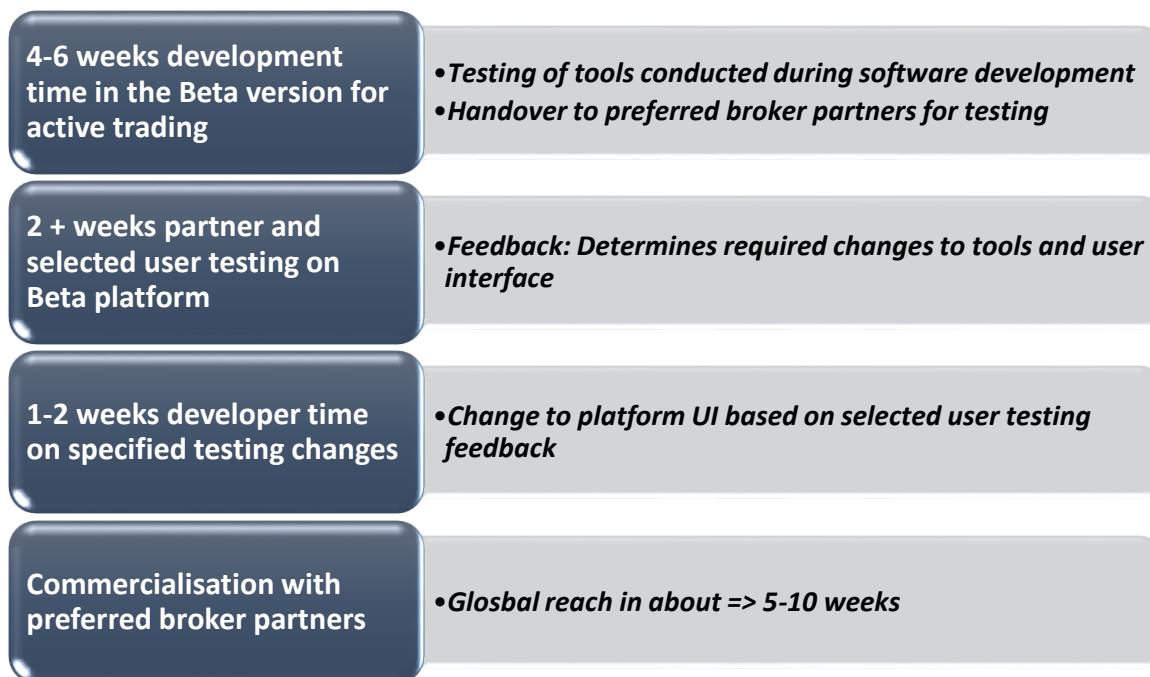 4-6 weeks development
time in the Beta version for
active trading
•Testing of tools conducted during software development
•Handover to preferred broker partners for testing
2 + weeks partner and
selected user testing on
Beta platform
•Feedback: Determines required changes to tools and user
interface
1-2 weeks developer time
on specified testing changes
•Change to platform UI based on selected user testing
feedback
Commercialisation with
preferred broker partners
•Glosbal reach in about => 5-10 weeks